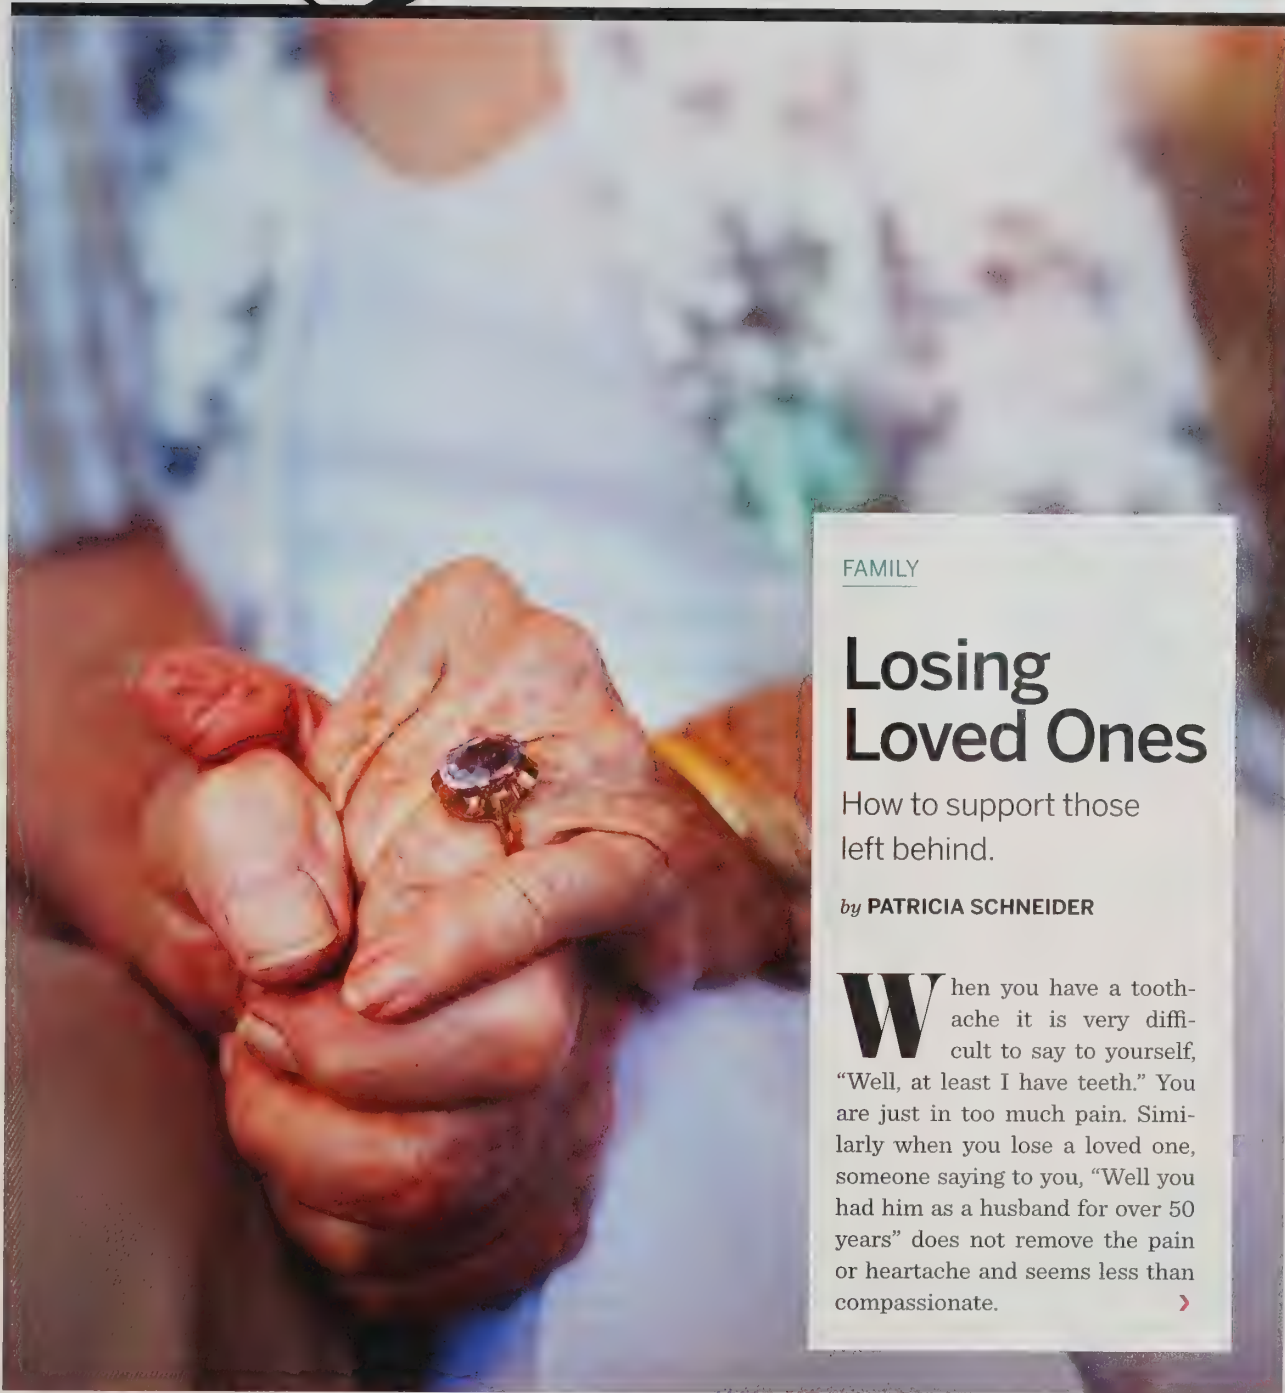 FAMILY
Losing
Loved Ones
How to support those
left behind.
by PATRICIA SCHNEIDER
When you have a tooth-
ache it is very diffi-
cult to say to yourself,
“Well, at least I have teeth.” You
are just in too much pain. Simi-
larly when you lose a loved one,
someone saying to you, “Well you
had him as a husband for over 50
years” does not remove the pain
or heartache and seems less than
compassionate.